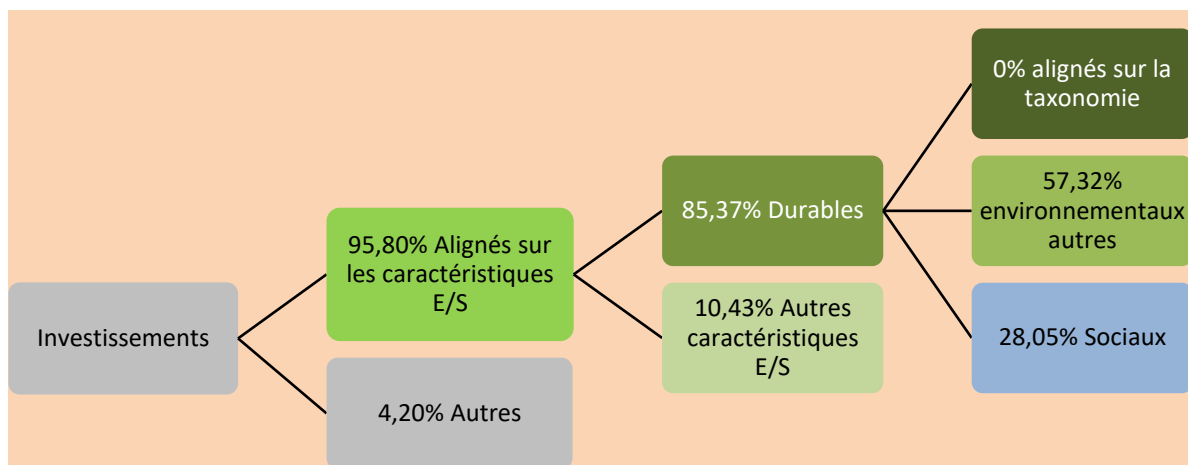 Investissements
95,80% Alignés sur
les caractéristiques
E/S
4,20% Autres
85,37% Durables
10,43% Autres
caractéristiques
E/S
0% alignés sur la
taxonomie
57,32%
environnementaux
autres
28,05% Sociaux